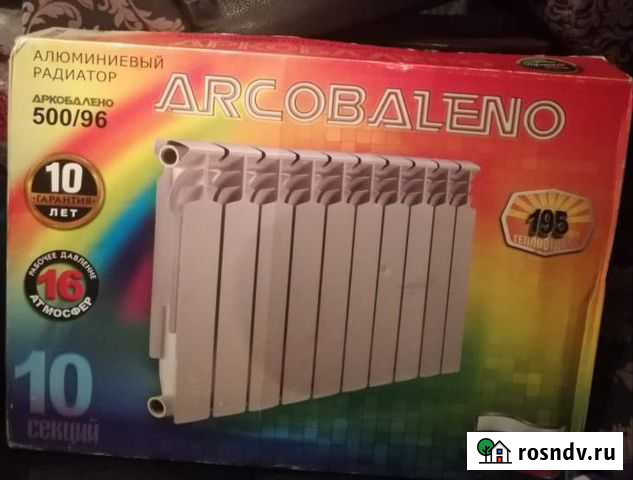 АЛЮМИНИЕВЫЙ
РАДИАТОР
АРКОБАЛЕНО
500/96
ARCOBALENO
10
ГАРАНТИЯ
ЛЕТ
РАБОЧЕЕ ДАВЛЕНИЕ
16
АТМОСФЕР
195
10
СЕКЦИЙ
rosndv.ru